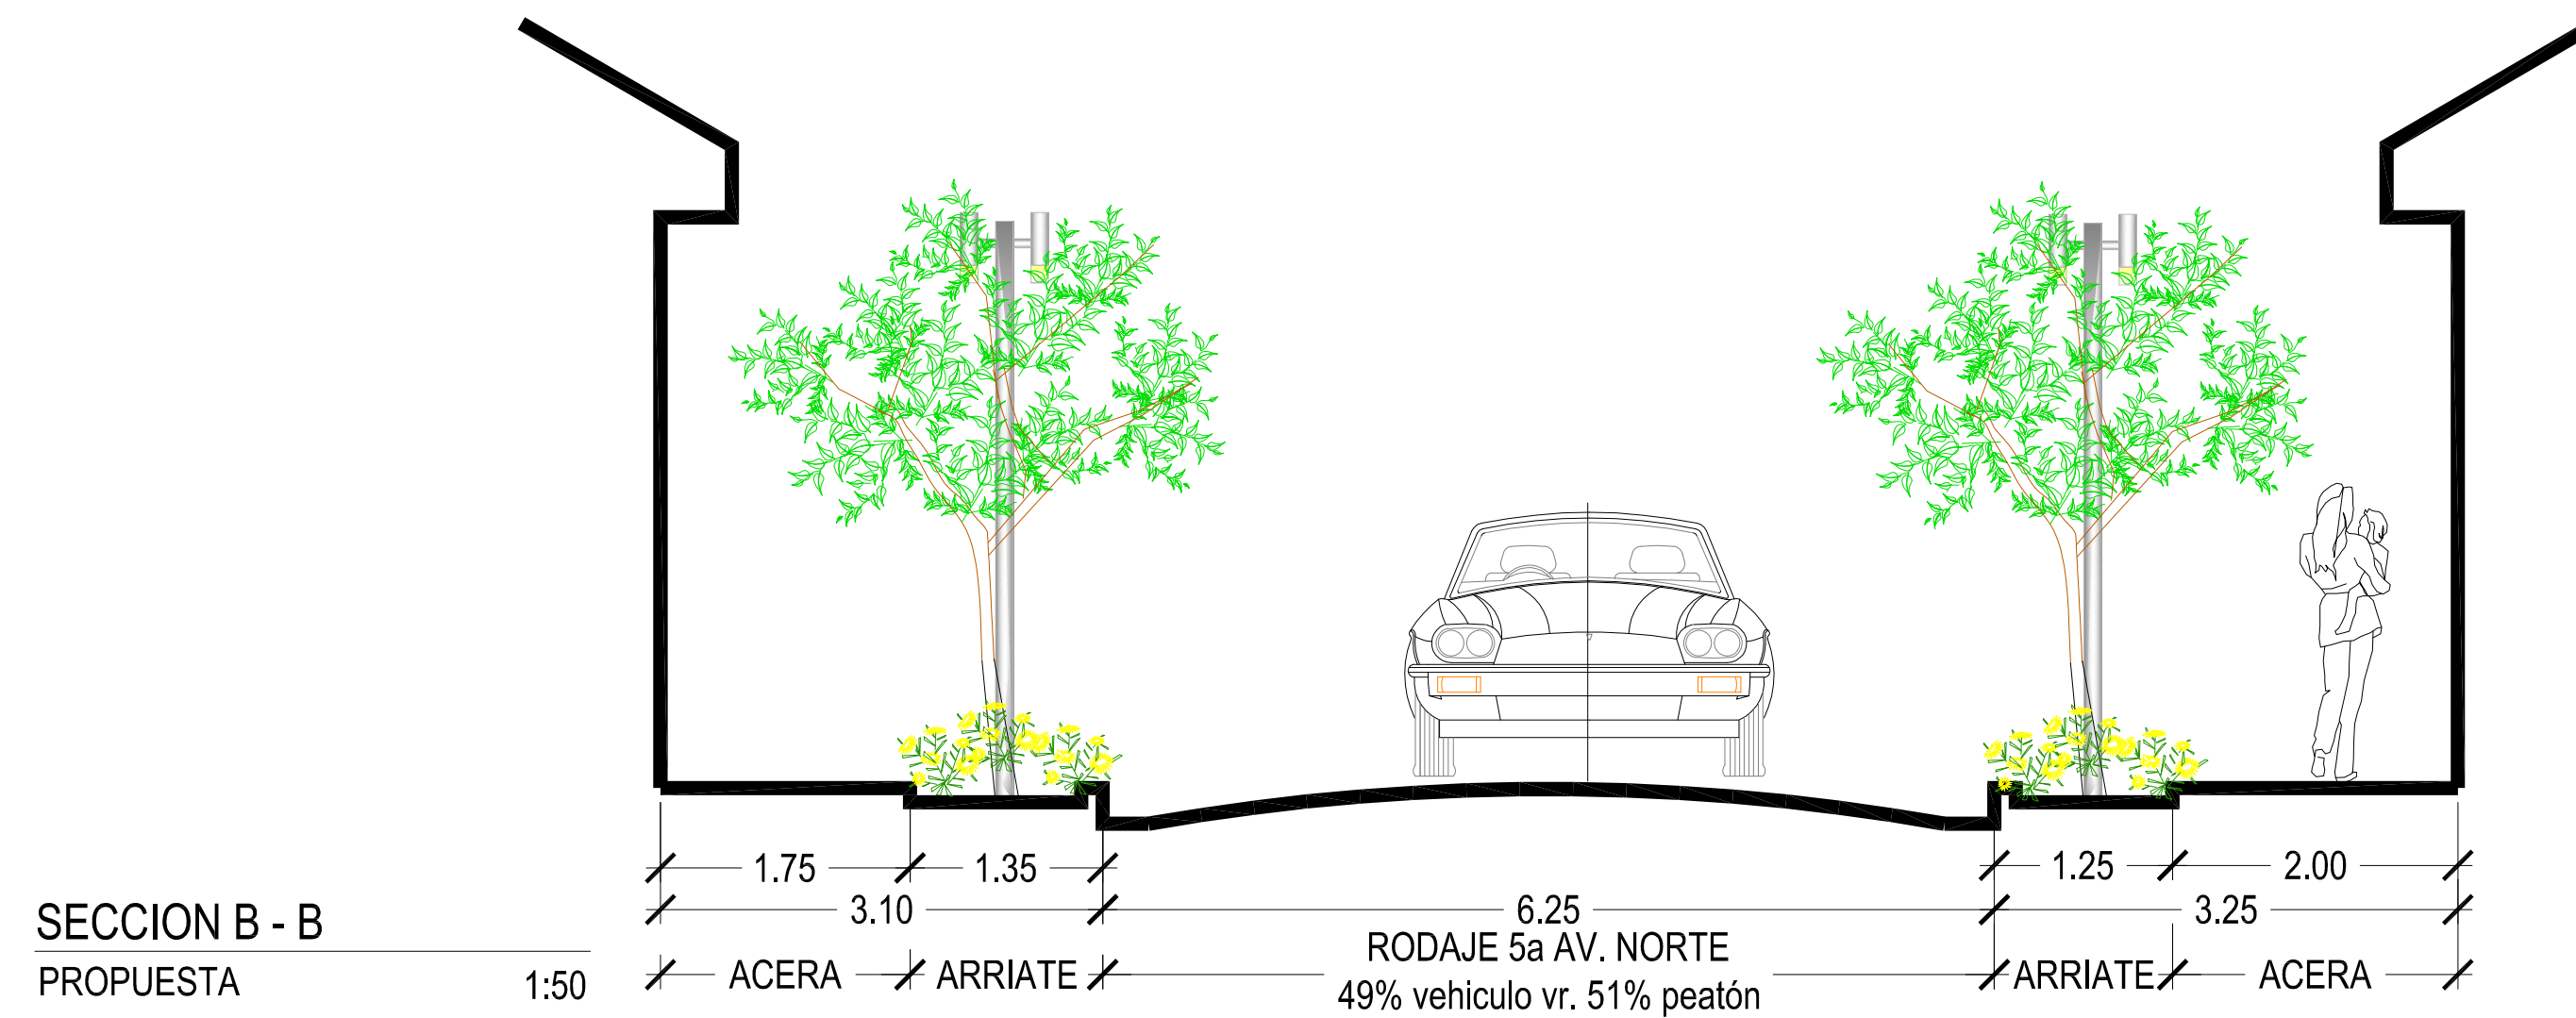 1.75 1.35 1.25 2.00
3.10 6.25 3.25
SECCION B - B
RODAJE 5a AV. NORTE
PROPUESTA 1:50
ACERA ARRIATE ARRIATE ACERA
49% vehiculo vr. 51% peatón